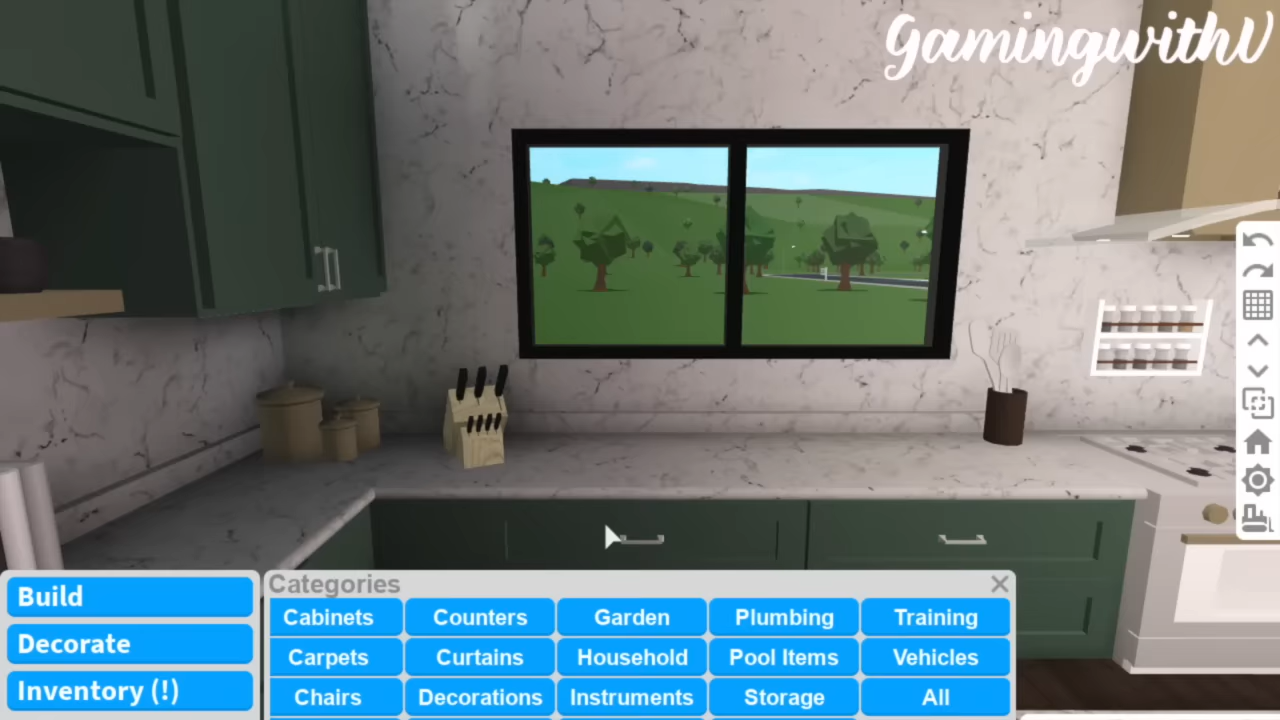 GamingwithV
Build
Decorate
Inventory (!)
Categories
Cabinets Counters Garden Plumbing Training
Carpets Curtains Household Pool Items Vehicles
Chairs Decorations Instruments Storage All